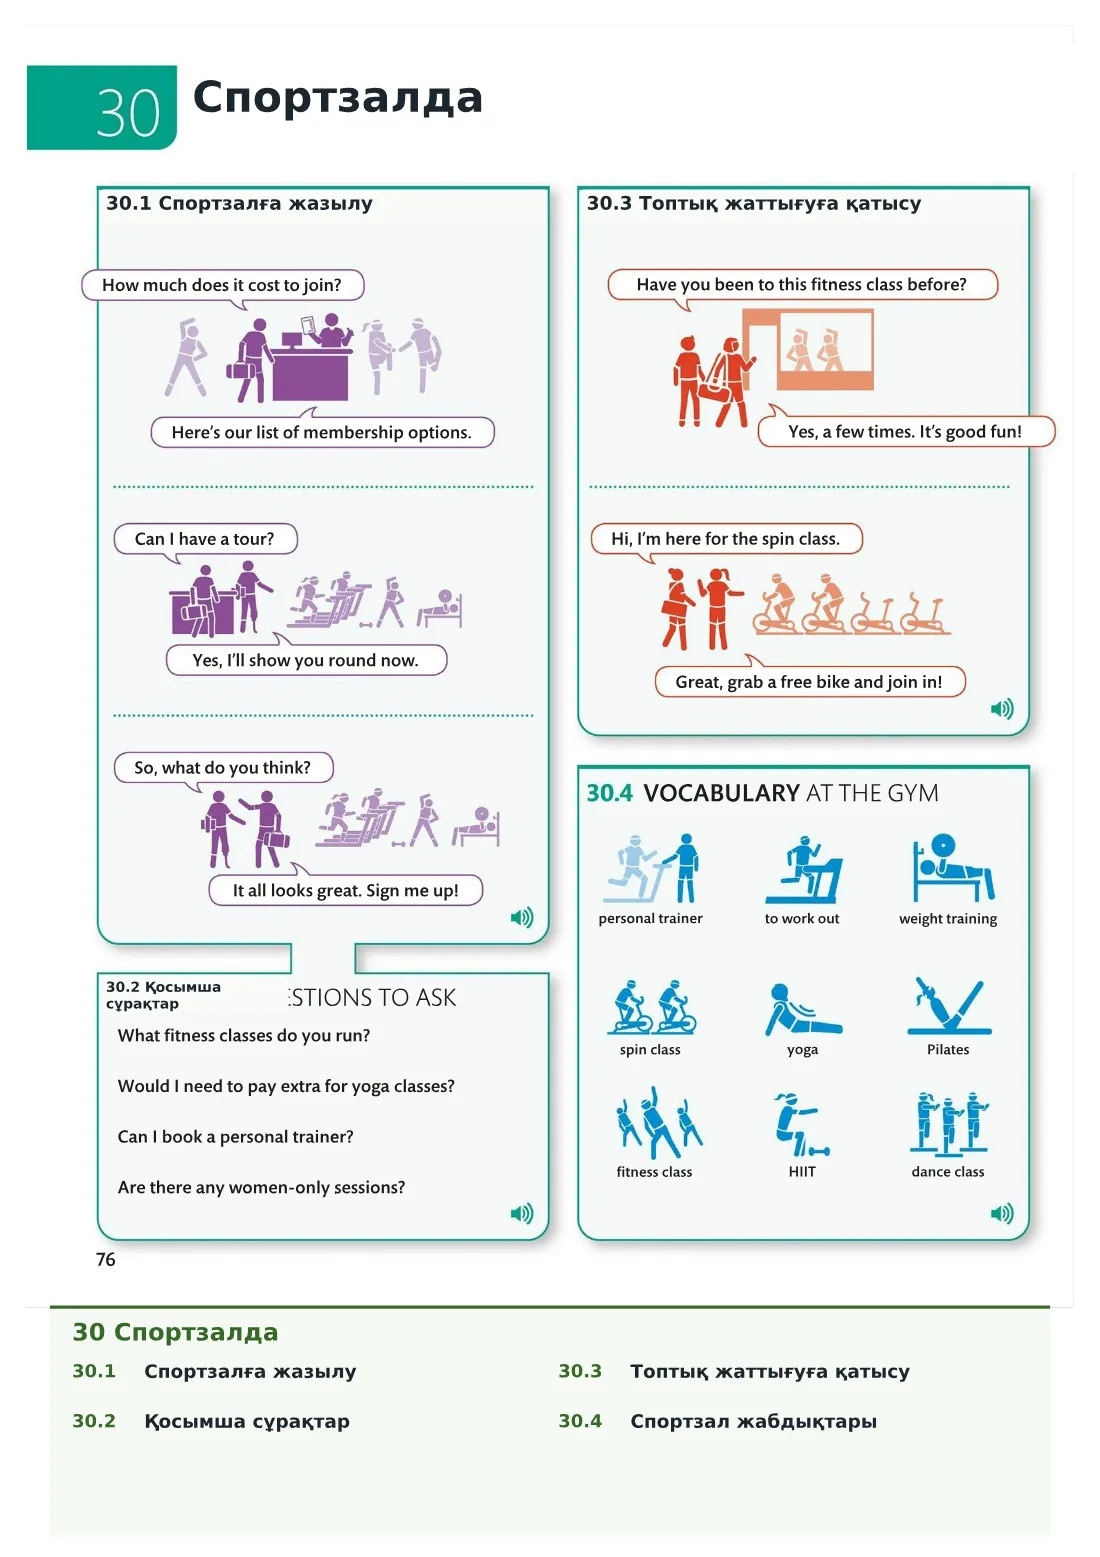 30 Спортзалда
30.1 Спортзалға жазылу
How much does it cost to join?
Here's our list of membership options.
Can I have a tour?
Yes, I'll show you round now.
So, what do you think?
It all looks great. Sign me up!
30.2 Қосымша
сұрақтар
STIONS TO ASK
What fitness classes do you run?
Would I need to pay extra for yoga classes?
Can I book a personal trainer?
Are there any women-only sessions?
30.3 Топтық жаттығуға қатысу
Have you been to this fitness class before?
Yes, a few times. It's good fun!
Hi, I'm here for the spin class.
Great, grab a free bike and join in!
30.4 VOCABULARY AT THE GYM
personal trainer
to work out
weight training
spin class
yoga
Pilates
fitness class
HIIT
dance class
76
30 Спортзалда
30.1 Спортзалға жазылу
30.2 Қосымша сұрақтар
30.3 Топтық жаттығуға қатысу
30.4 Спортзал жабдықтары